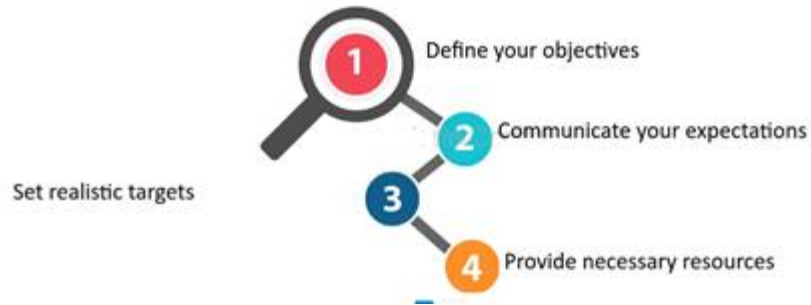 1
Define your objectives
2
Communicate your expectations
Set realistic targets
3
4
Provide necessary resources